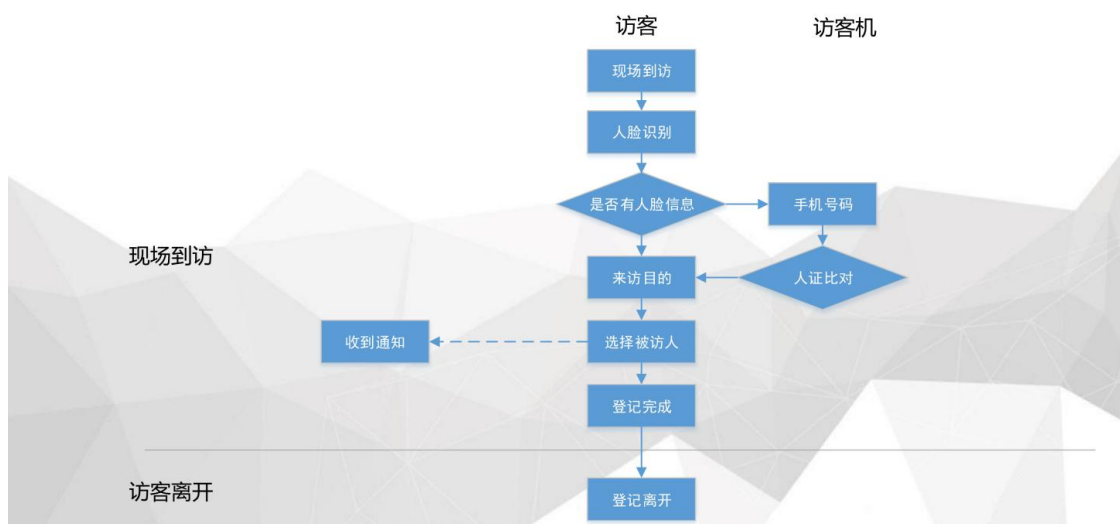 访客
访客机
现场到访
人脸识别
是否有人脸信息
手机号码
现场到访
来访目的
人证比对
收到通知
选择被访人
登记完成
访客离开
登记离开